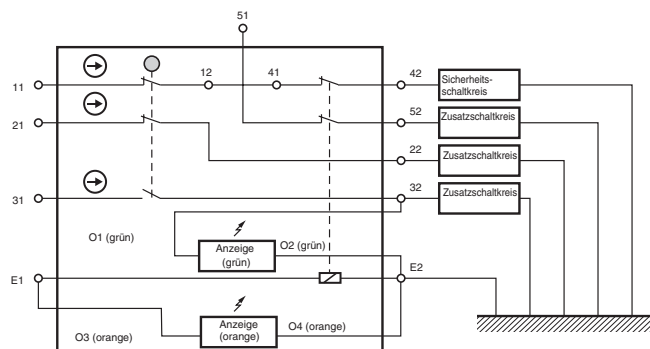 51
12
41
42
11
Sicherheits-
schaltkreis
52
21
Zusatzschaltkreis
22
Zusatzschaltkreis
32
31
Zusatzschaltkreis
O1 (grün)
O2 (grün)
Anzeige
(grün)
E1
E2
Anzeige
(orange)
O3 (orange)
O4 (orange)